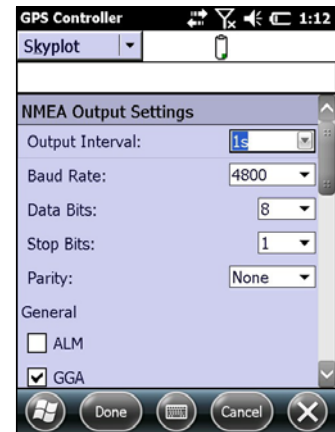 GPS Controller 1:12
Skyplot
NMEA Output Settings
Output Interval: 1s
Baud Rate: 4800
Data Bits: 8
Stop Bits: 1
Parity: None
General
ALM
GGA
Done Cancel